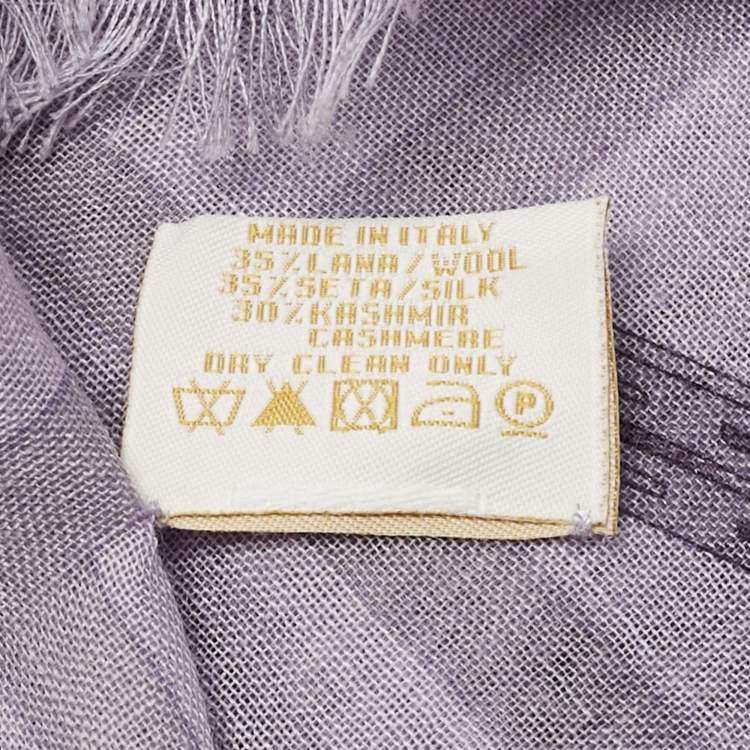 MADE IN ITALY
35% LANA/WOOL
35% SETA/SILK
30% KASHMIR
CASHMERE
DRY CLEAN ONLY
P